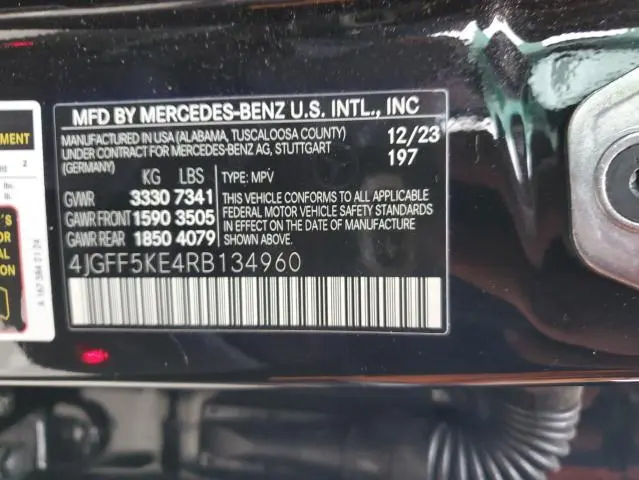 MFD BY MERCEDES-BENZ U.S. INTL., INC
MANUFACTURED IN USA (ALABAMA, TUSCALOOSA COUNTY)
UNDER CONTRACT FOR MERCEDES-BENZ AG, STUTTGART
(GERMANY)
12/23
197
KG LBS
TYPE: MPV
GVWR 3330 7341
GAWR FRONT 1590 3505
GAWR REAR 1850 4079
THIS VEHICLE CONFORMS TO ALL APPLICABLE
FEDERAL MOTOR VEHICLE SAFETY STANDARDS
IN EFFECT ON THE DATE OF MANUFACTURE
SHOWN ABOVE.
4JGFF5KE4RB134960
2
lbs.
lb.